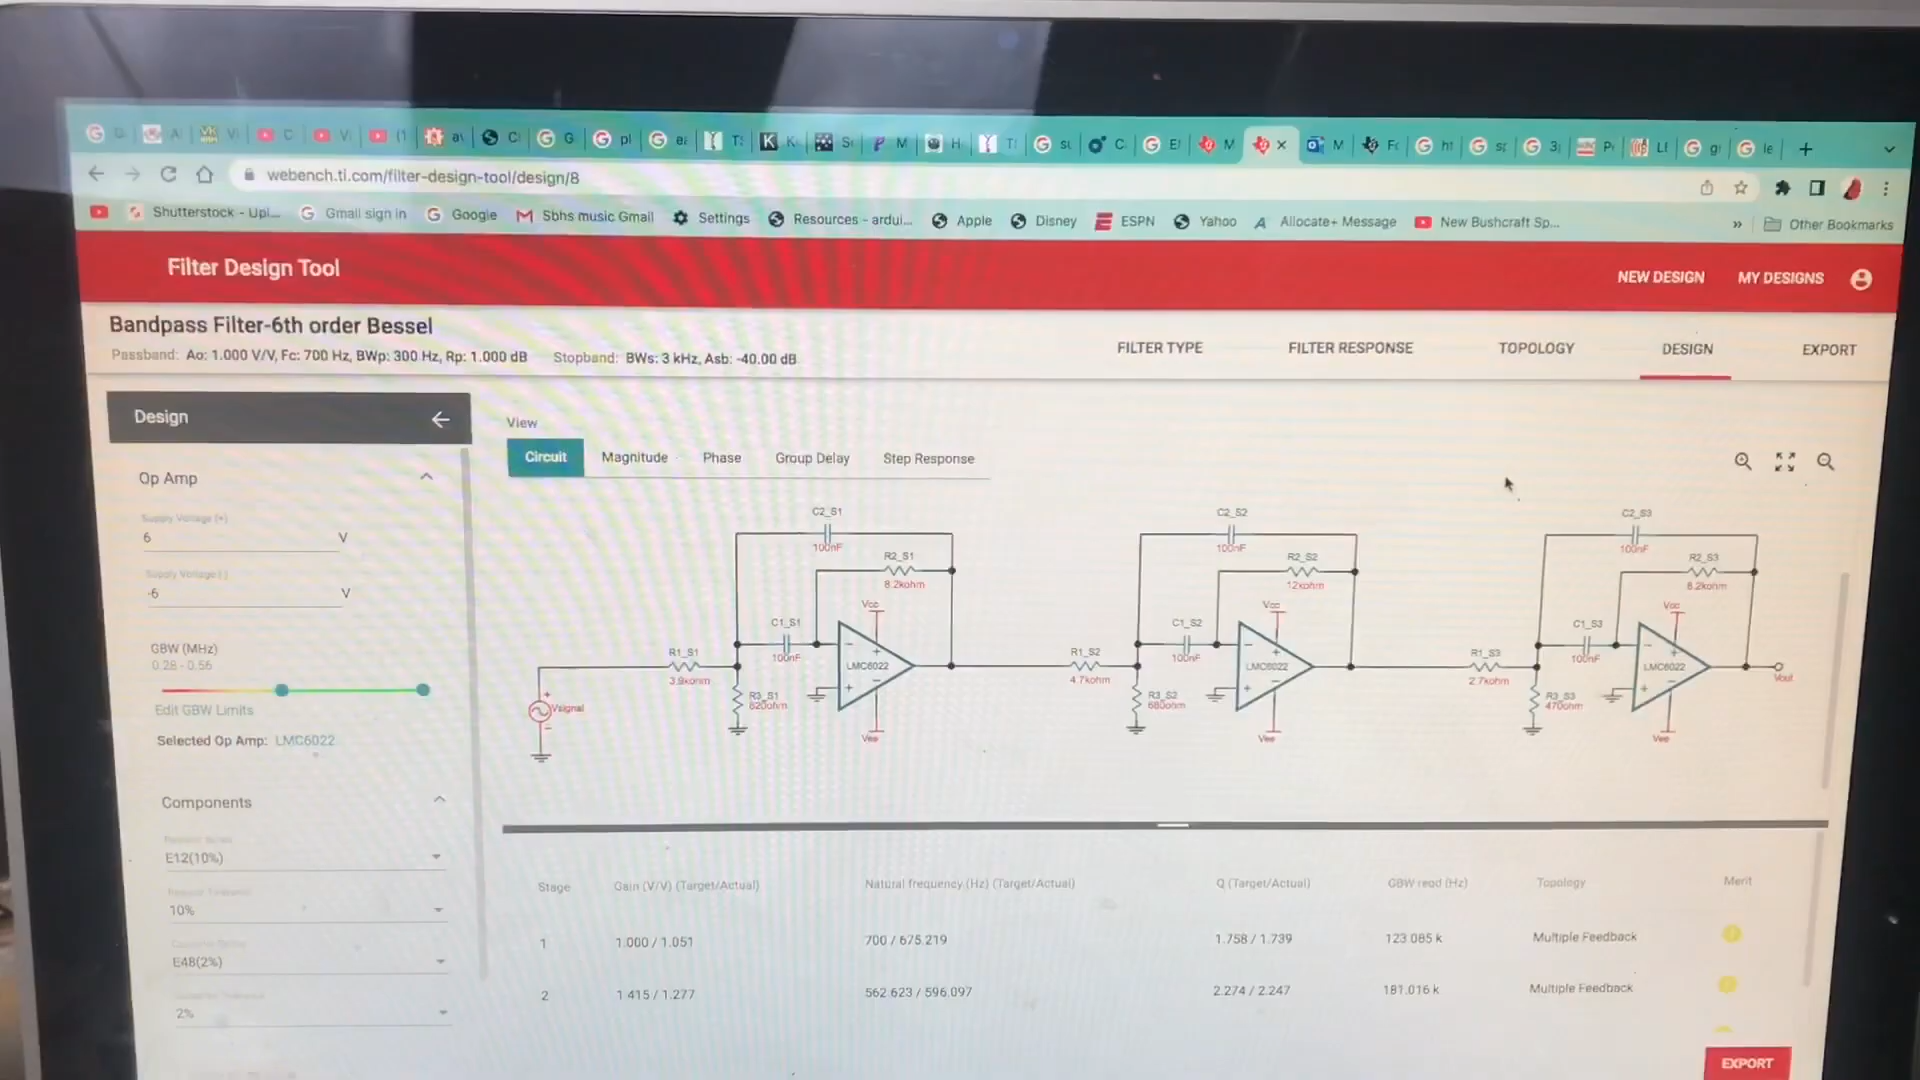 webench.ti.com/filter-design-tool/design/8
Shutterstock - Upl... Gmail sign in Google Sbhs music Gmail Settings Resources - ardui... Apple Disney ESPN Yahoo Allocate+ Message New Bushcraft Sp... » Other Bookmarks
Filter Design Tool
NEW DESIGN MY DESIGNS
Bandpass Filter-6th order Bessel
Passband: Ao: 1.000 V/V, Fc: 700 Hz, BWp: 300 Hz, Rp: 1.000 dB Stopband: BWs: 3 kHz, Asb: -40.00 dB
FILTER TYPE FILTER RESPONSE TOPOLOGY DESIGN EXPORT
Design
Op Amp
Supply Voltage (+)
6 V
Supply Voltage (-)
-6 V
GBW (MHz)
0.28 - 0.56
Edit GBW Limits
Selected Op Amp: LMC6022
Components
E12(10%)
10%
E48(2%)
2%
View
Circuit Magnitude Phase Group Delay Step Response
C2_S1
100nF
R2_S1
8.2kohm
Vcc
C1_S1
100nF
R1_S1
3.9kohm
R3_S1
820ohm
LMC6022
Vee
Vsignal
C2_S2
100nF
R2_S2
12kohm
Vcc
C1_S2
100nF
R1_S2
4.7kohm
R3_S2
680ohm
LMC6022
Vee
C2_S3
100nF
R2_S3
8.2kohm
Vcc
C1_S3
100nF
R1_S3
2.7kohm
R3_S3
470ohm
LMC6022
Vee
Vout
Stage Gain (V/V) (Target/Actual) Natural frequency (Hz) (Target/Actual) Q (Target/Actual) GBW reqd (Hz) Topology Merit
1 1.000 / 1.051 700 / 675.219 1.758 / 1.739 123.085 k Multiple Feedback
2 1.415 / 1.277 562.623 / 596.097 2.274 / 2.247 181.016 k Multiple Feedback
EXPORT